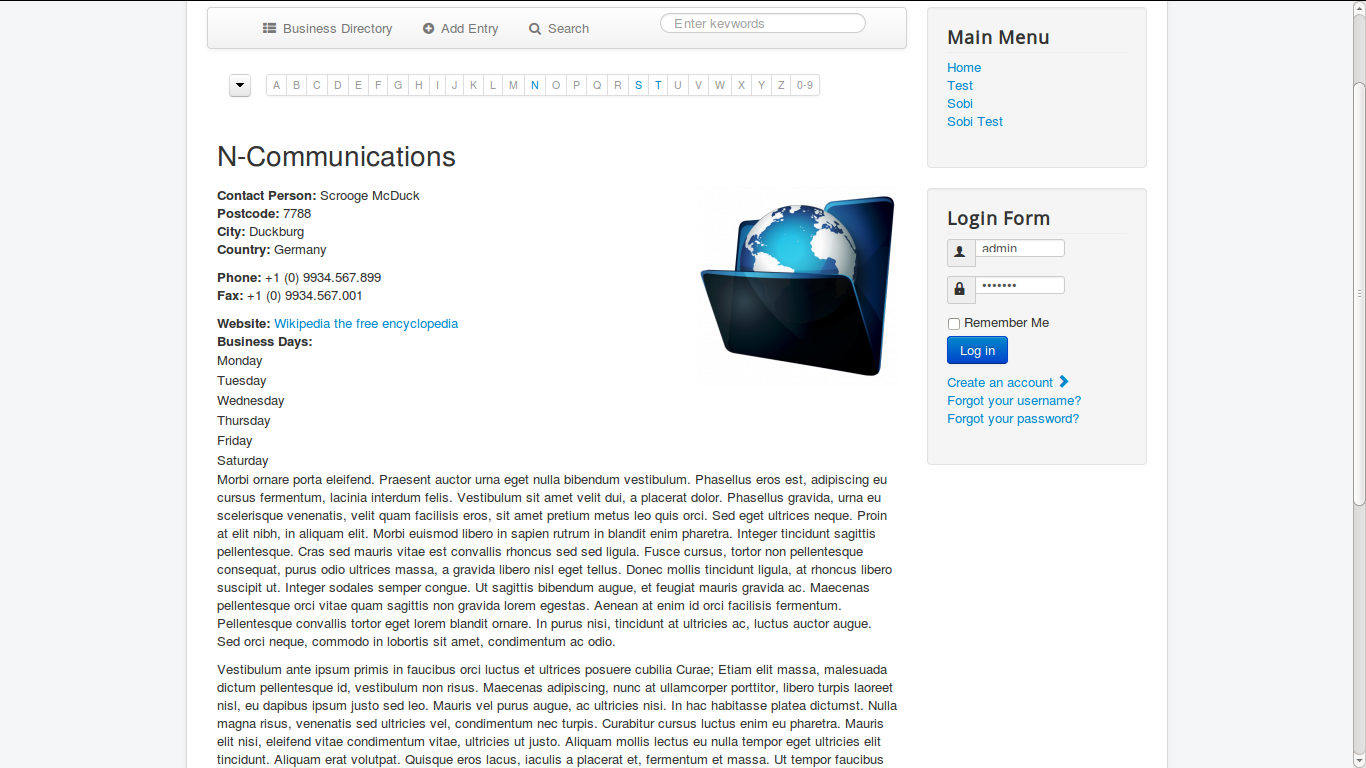 Business Directory Add Entry Search Enter keywords
A B C D E F G H I J K L M N O P Q R S T U V W X Y Z 0-9
N-Communications
Contact Person: Scrooge McDuck
Postcode: 7788
City: Duckburg
Country: Germany
Phone: +1 (0) 9934.567.899
Fax: +1 (0) 9934.567.001
Website: Wikipedia the free encyclopedia
Business Days:
Monday
Tuesday
Wednesday
Thursday
Friday
Saturday
Morbi ornare porta eleifend. Praesent auctor urna eget nulla bibendum vestibulum. Phasellus eros est, adipiscing eu
cursus fermentum, lacinia interdum felis. Vestibulum sit amet velit dui, a placerat dolor. Phasellus gravida, urna eu
scelerisque venenatis, velit quam facilisis eros, sit amet pretium metus leo quis orci. Sed eget ultrices neque. Proin
at elit nibh, in aliquam elit. Morbi euismod libero in sapien rutrum in blandit enim pharetra. Integer tincidunt sagittis
pellentesque. Cras sed mauris vitae est convallis rhoncus sed sed ligula. Fusce cursus, tortor non pellentesque
consequat, purus odio ultrices massa, a gravida libero nisl eget tellus. Donec mollis tincidunt ligula, at rhoncus libero
suscipit ut. Integer sodales semper congue. Ut sagittis bibendum augue, et feugiat mauris gravida ac. Maecenas
pellentesque orci vitae quam sagittis non gravida lorem egestas. Aenean at enim id orci facilisis fermentum.
Pellentesque convallis tortor eget lorem blandit ornare. In purus nisi, tincidunt at ultricies ac, luctus auctor augue.
Sed orci neque, commodo in lobortis sit amet, condimentum ac odio.
Vestibulum ante ipsum primis in faucibus orci luctus et ultrices posuere cubilia Curae; Etiam elit massa, malesuada
dictum pellentesque id, vestibulum non risus. Maecenas adipiscing, nunc at ullamcorper porttitor, libero turpis laoreet
nisl, eu dapibus ipsum justo sed leo. Mauris vel purus augue, ac ultricies nisi. In hac habitasse platea dictumst. Nulla
magna risus, venenatis sed ultricies vel, condimentum nec turpis. Curabitur cursus luctus enim eu pharetra. Mauris
elit nisi, eleifend vitae condimentum vitae, ultricies ut justo. Aliquam mollis lectus eu nulla tempor eget ultricies elit
tincidunt. Aliquam erat volutpat. Quisque eros lacus, iaculis a placerat et, fermentum et massa. Ut tempor faucibus
Main Menu
Home
Test
Sobi
Sobi Test
Login Form
admin
•••••••
Remember Me
Log in
Create an account
Forgot your username?
Forgot your password?